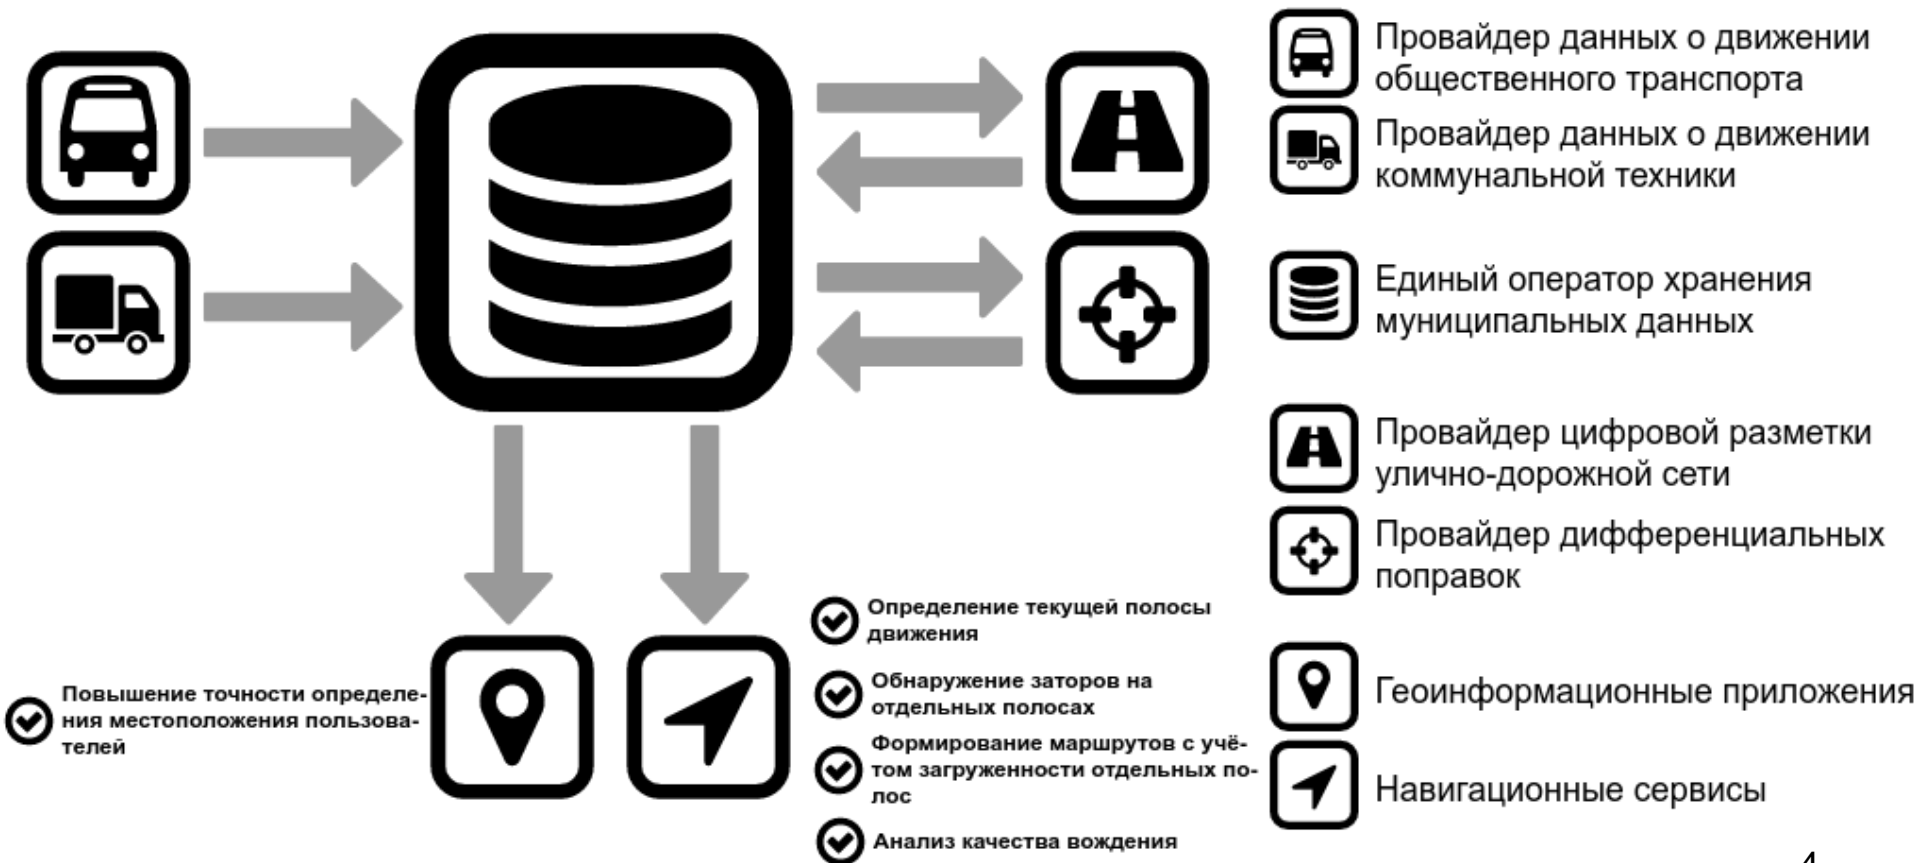 Провайдер данных о движении
общественного транспорта
Провайдер данных о движении
коммунальной техники
Единый оператор хранения
муниципальных данных
Провайдер цифровой разметки
улично-дорожной сети
Провайдер дифференциальных
поправок
Геоинформационные приложения
Навигационные сервисы
Повышение точности определе-
ния местоположения пользова-
телей
Определение текущей полосы
движения
Обнаружение заторов на
отдельных полосах
Формирование маршрутов с учё-
том загруженности отдельных по-
лос
Анализ качества вождения
4